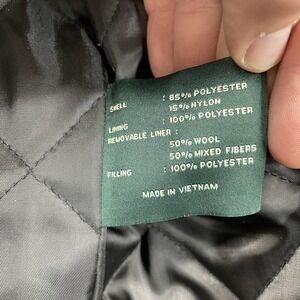 SHELL : 85% POLYESTER
15% NYLON
LINING : 100% POLYESTER
REMOVABLE LINER :
50% WOOL
50% MIXED FIBERS
FILLING : 100% POLYESTER
MADE IN VIETNAM